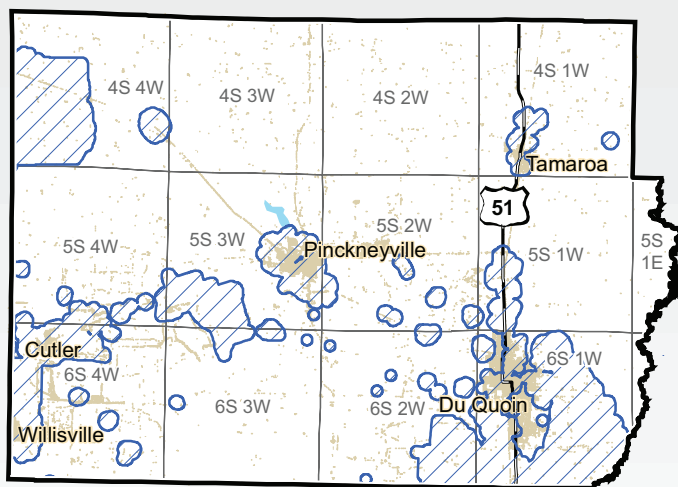 4S 4W
4S 3W
4S 2W
4S 1W
Tamaroa
51
5S 4W
5S 3W
Pinckneyville
5S 2W
5S 1W
5S
1E
Cutler
6S 4W
6S 3W
6S 2W
6S 1W
Du Quoin
Willisville